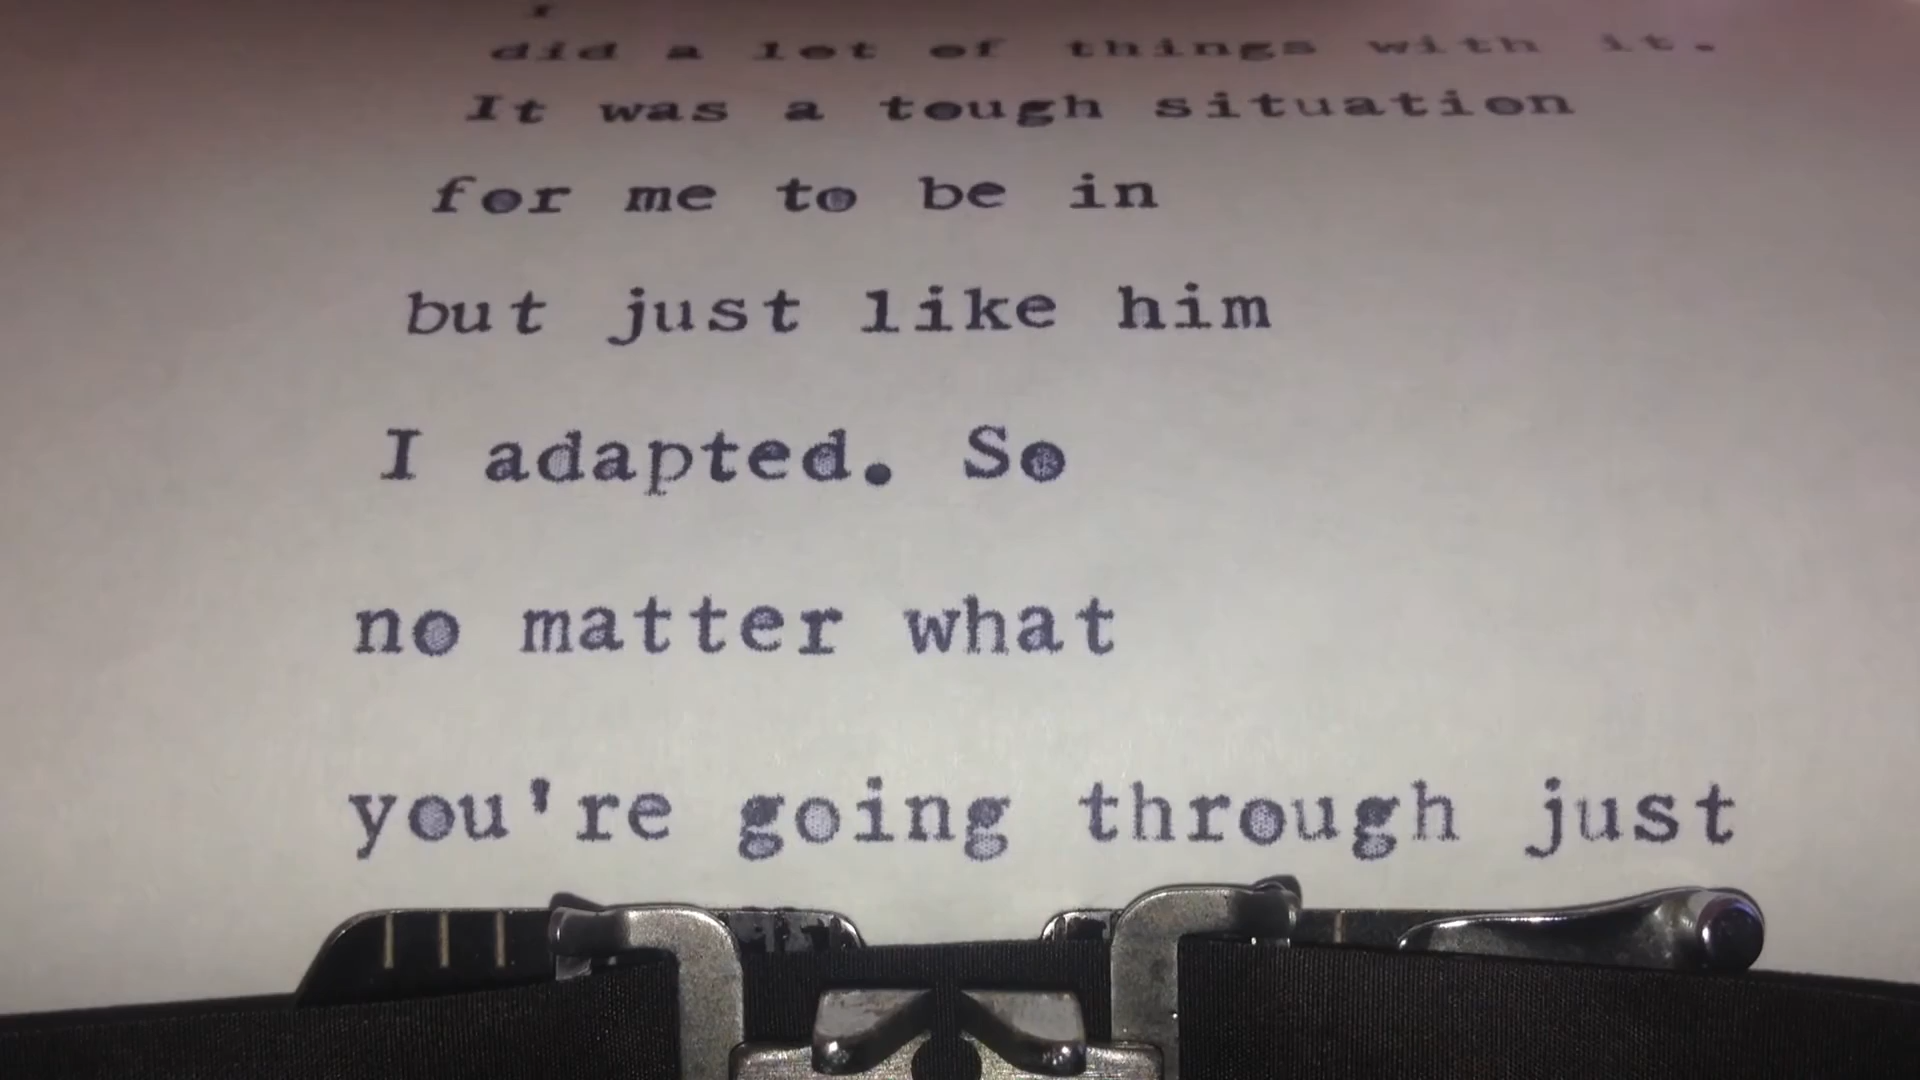 I
did a lot of things with it.
It was a tough situation
for me to be in
but just like him
I adapted. So
no matter what
you're going through just